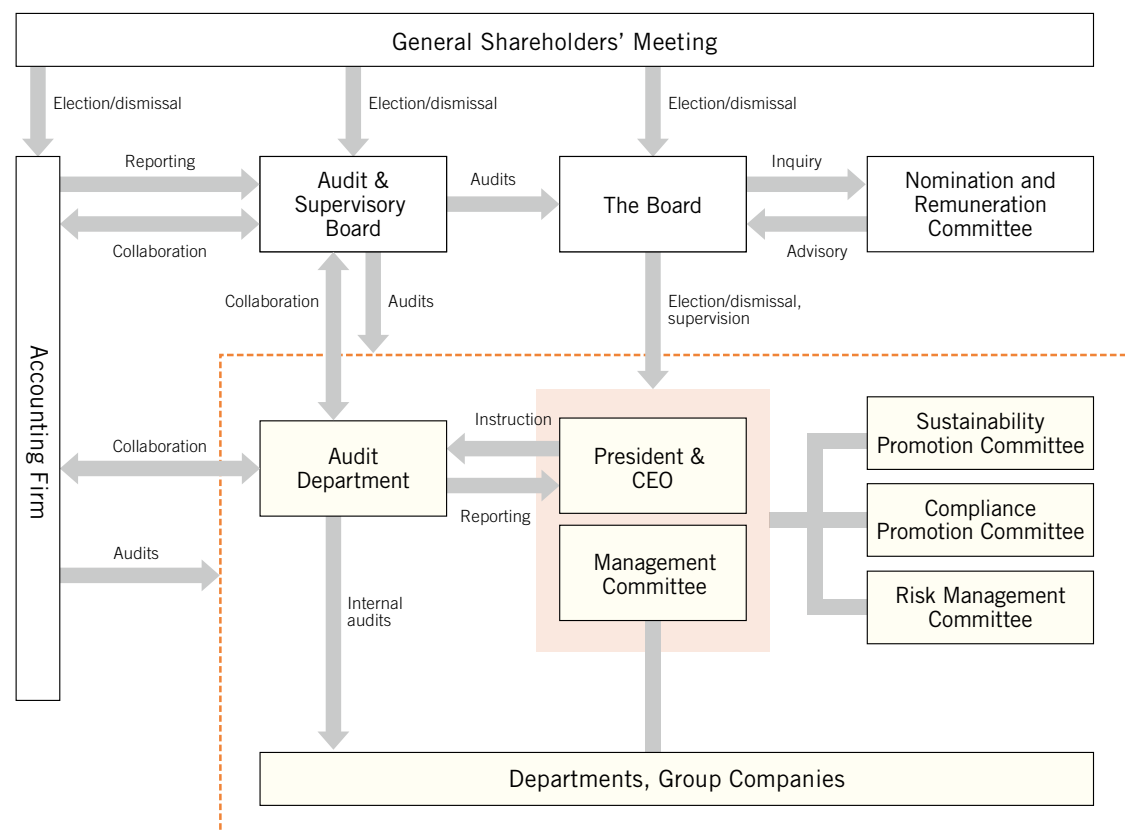 General Shareholders’ Meeting
Election/dismissal
Election/dismissal
Election/dismissal
Reporting
Collaboration
Audit &
Supervisory
Board
Audits
The Board
Inquiry
Advisory
Nomination and
Remuneration
Committee
Accounting Firm
Collaboration
Audits
Election/dismissal,
supervision
Collaboration
Audit
Department
Instruction
Reporting
President &
CEO
Management
Committee
Sustainability
Promotion Committee
Compliance
Promotion Committee
Risk Management
Committee
Audits
Internal
audits
Departments, Group Companies